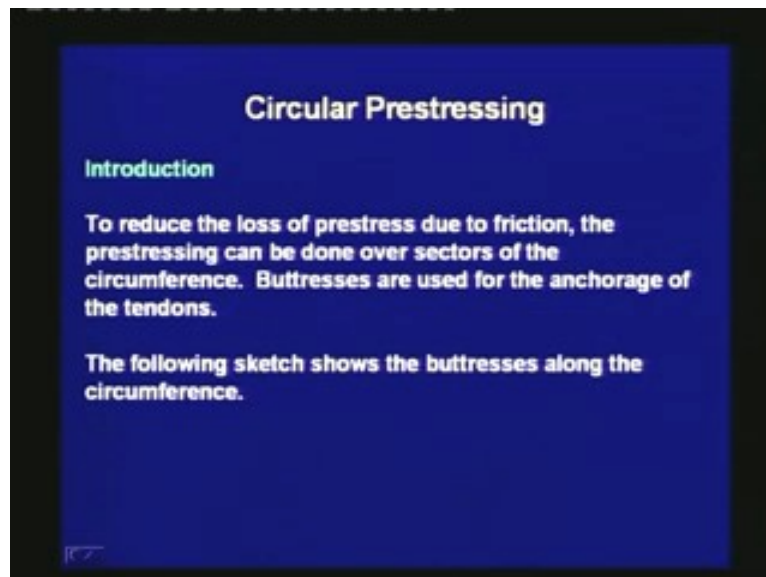 Circular Prestressing
Introduction
To reduce the loss of prestress due to friction, the
prestressing can be done over sectors of the
circumference. Buttresses are used for the anchorage of
the tendons.
The following sketch shows the buttresses along the
circumference.